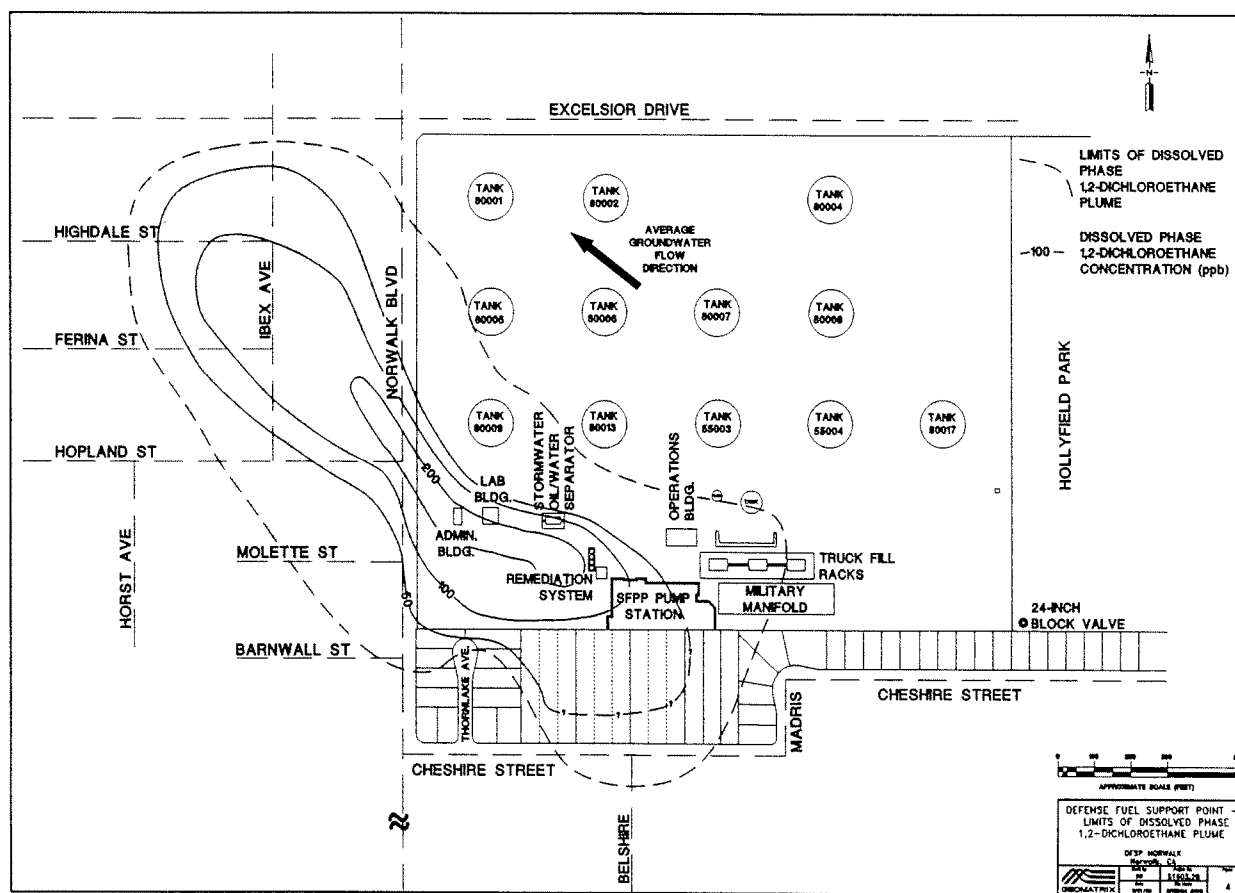 EXCELSIOR DRIVE
-N-
LIMITS OF DISSOLVED
PHASE
1,2-DICHLOROETHANE
PLUME
-100-
DISSOLVED PHASE
1,2-DICHLOROETHANE
CONCENTRATION (ppb)
TANK
80001
TANK
80002
TANK
80004
AVERAGE
GROUNDWATER
FLOW
DIRECTION
HIGHDALE ST
IBEX AVE
NORWALK BLVD
TANK
TANK
TANK
80007
TANK
FERINA ST
HOLLYFIELD PARK
TANK
TANK
80013
TANK
55003
TANK
55004
TANK
80017
HOPLAND ST
200
LAB
BLDG.
STORMWATER
OIL/WATER
SEPARATOR
OPERATIONS
BLDG.
ADMIN.
BLDG.
HORST AVE
MOLETTE ST
REMEDIATION
SYSTEM
TRUCK FILL
RACKS
100
50
SFPP PUMP
STATION
MILITARY
MANIFOLD
24-INCH
BLOCK VALVE
BARNWALL ST
THORNLAKE AVE.
? ? ? ?
MADRIS
CHESHIRE STREET
CHESHIRE STREET
BELSHIRE
APPROXIMATE SCALE (FEET)
DEFENSE FUEL SUPPORT POINT -
LIMITS OF DISSOLVED PHASE
1,2-DICHLOROETHANE PLUME
DFSP NORWALK
Norwalk, CA
GEOMATRIX
4